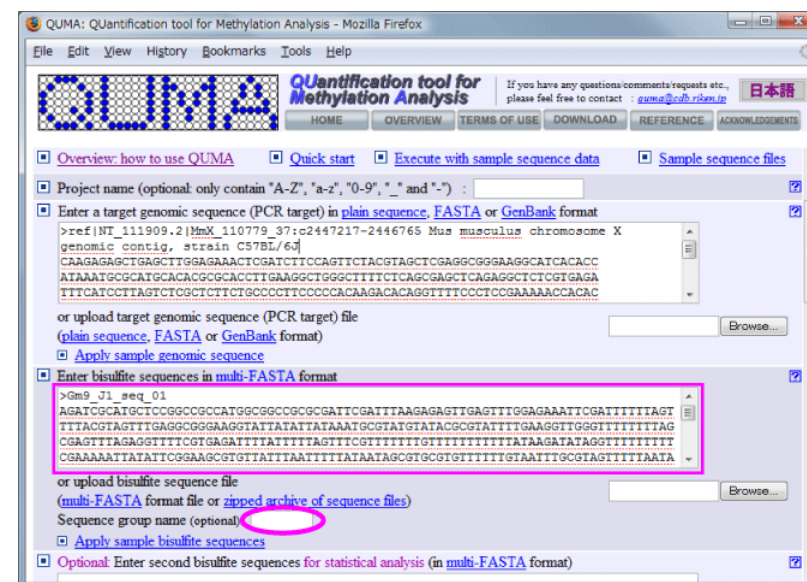 QUMA: QUantification tool for Methylation Analysis - Mozilla Firefox
File Edit View History Bookmarks Tools Help
QUMA
QUantification tool for
Methylation Analysis
If you have any questions/comments/requests etc.,
please feel free to contact : quma@cdb.riken.jp
日本語
HOME OVERVIEW TERMS OF USE DOWNLOAD REFERENCE ACKNOWLEDGEMENTS
Overview: how to use QUMA Quick start Execute with sample sequence data Sample sequence files
Project name (optional: only contain "A-Z", "a-z", "0-9", "_" and "-") :
Enter a target genomic sequence (PCR target) in plain sequence, FASTA or GenBank format
>ref|NT_111909.2|MmX_110779_37:c2447217-2446765 Mus musculus chromosome X
genomic contig, strain C57BL/6J
CAAGAGAGCTGAGCTTGGAGAAACTCGATCTTCCAGTTCTACGTAGCTCGAGGCGGGAAGGCATCACACC
ATAAATGCGCATGCACACGCGCACCTTGAAGGCTGGGCTTTTCTCAGCGAGCTCAGAGGCTCTCGTGAGA
TTTCATCCTTAGTCTCGCTCTTCTGCCCCTTCCCCCACAAGACACAGGTTTTCCCTCCGAAAAACCACAC
or upload target genomic sequence (PCR target) file
Browse...
(plain sequence, FASTA or GenBank format)
Apply sample genomic sequence
Enter bisulfite sequences in multi-FASTA format
>Gm9_J1_seq_01
AGATCGCATGCTCCGGCCGCCATGGCGGCCGCGCGATTCGATTTAAGAGAGTTGAGTTTGGAGAAATTCGATTTTTTAGT
TTTACGTAGTTTGAGGCGGGAAGGTATTATATTATAAATGCGTATGTATACGCGTATTTTGAAGGTTGGGTTTTTTTTAG
CGAGTTTAGAGGTTTTCGTGAGATTTTATTTTTAGTTTCGTTTTTTTGTTTTTTTTTTTATAAGATATAGGTTTTTTTTT
CGAAAAATTATATTCGGAAGCGTGTTATTTAATTTTTATAATAGCGTGCGTGTTTTTTGTAATTTGCGTAGTTTTTAATA
or upload bisulfite sequence file
Browse...
(multi-FASTA format file or zipped archive of sequence files)
Sequence group name (optional)
Apply sample bisulfite sequences
Optional: Enter second bisulfite sequences for statistical analysis (in multi-FASTA format)